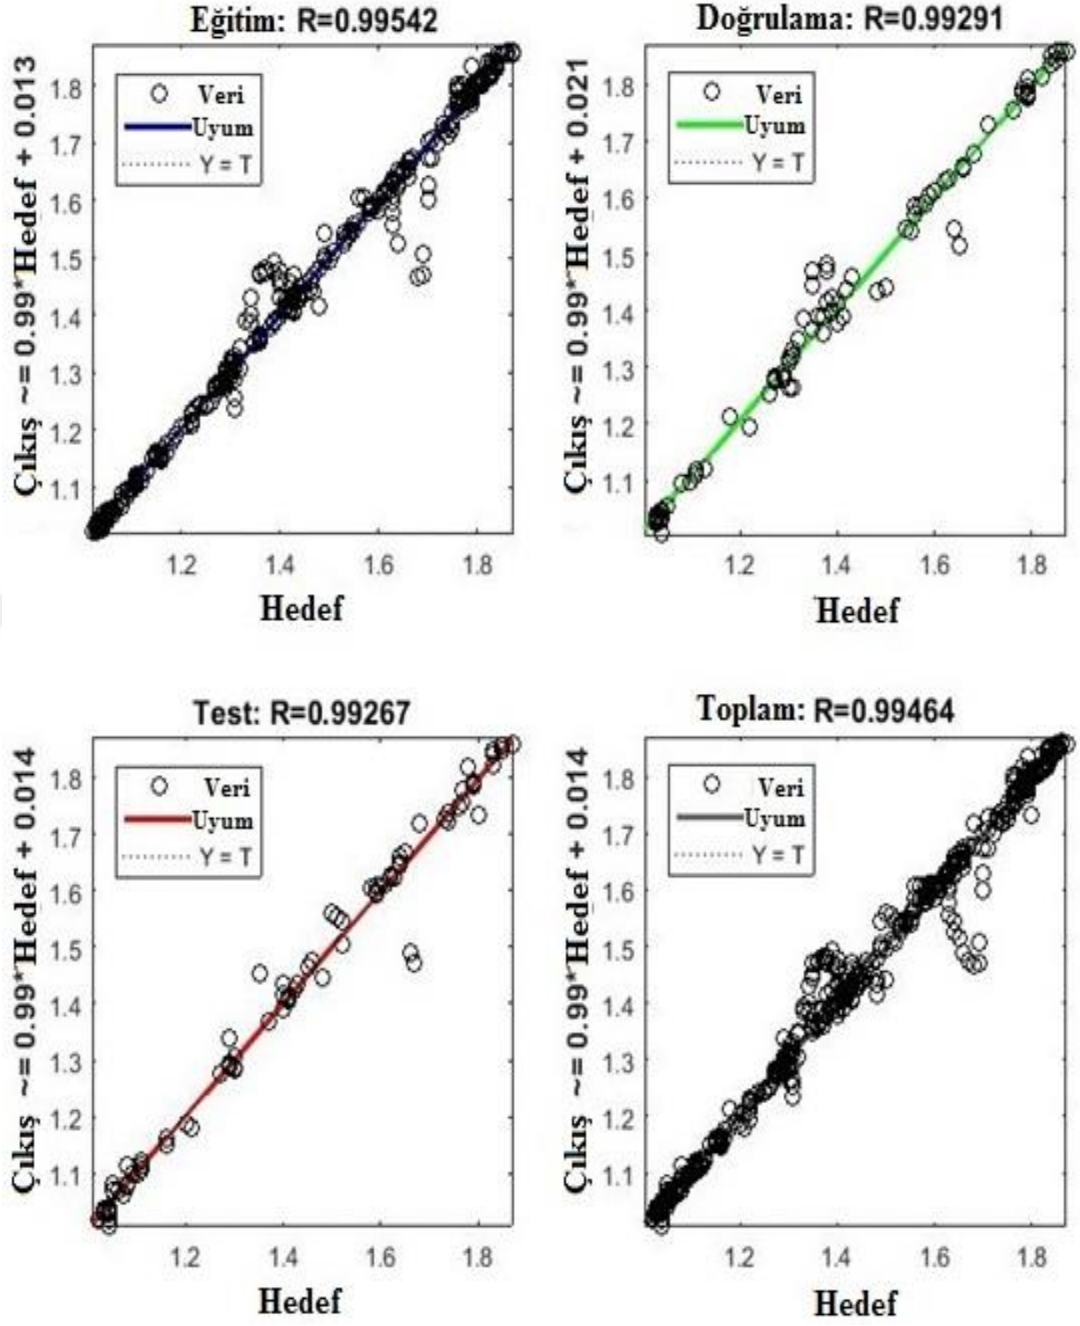 Eğitim: R=0.99542
Çıkış ~= 0.99*Hedef + 0.013
Veri
Uyum
Y = T
1.8
1.7
1.6
1.5
1.4
1.3
1.2
1.1
1.2 1.4 1.6 1.8
Hedef
Doğrulama: R=0.99291
Çıkış ~= 0.99*Hedef + 0.021
Veri
Uyum
Y = T
1.8
1.7
1.6
1.5
1.4
1.3
1.2
1.1
1.2 1.4 1.6 1.8
Hedef
Test: R=0.99267
Çıkış ~= 0.99*Hedef + 0.014
Veri
Uyum
Y = T
1.8
1.7
1.6
1.5
1.4
1.3
1.2
1.1
1.2 1.4 1.6 1.8
Hedef
Toplam: R=0.99464
Çıkış ~= 0.99*Hedef + 0.014
Veri
Uyum
Y = T
1.8
1.7
1.6
1.5
1.4
1.3
1.2
1.1
1.2 1.4 1.6 1.8
Hedef